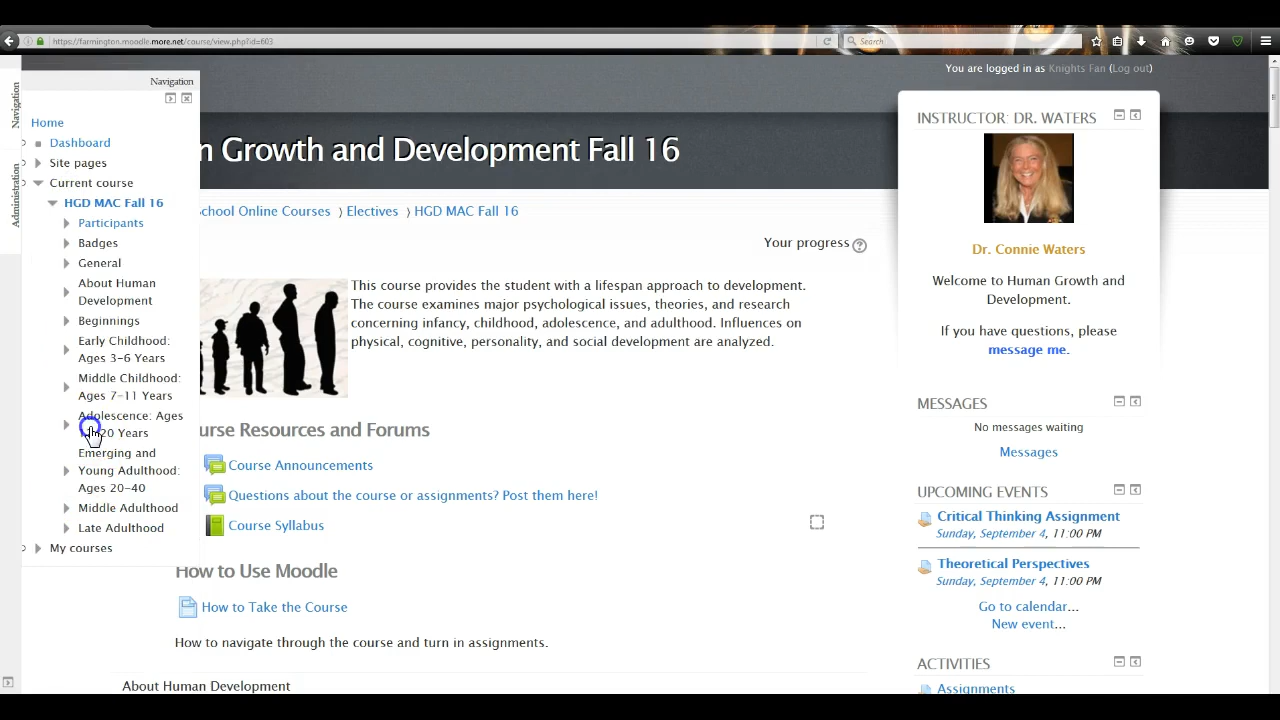 https://farmington.moodle.more.net/course/view.php?id=603
Search
You are logged in as Knights Fan (Log out)
Navigation
Administration
Navigation
Home
Dashboard
Site pages
Current course
HGD MAC Fall 16
Participants
Badges
General
About Human
Development
Beginnings
Early Childhood:
Ages 3-6 Years
Middle Childhood:
Ages 7-11 Years
Adolescence: Ages
20 Years
Emerging and
Young Adulthood:
Ages 20-40
Middle Adulthood
Late Adulthood
My courses
n Growth and Development Fall 16
chool Online Courses 〉 Electives 〉 HGD MAC Fall 16
Your progress
This course provides the student with a lifespan approach to development.
The course examines major psychological issues, theories, and research
concerning infancy, childhood, adolescence, and adulthood. Influences on
physical, cognitive, personality, and social development are analyzed.
urse Resources and Forums
Course Announcements
Questions about the course or assignments? Post them here!
Course Syllabus
How to Use Moodle
How to Take the Course
How to navigate through the course and turn in assignments.
About Human Development
INSTRUCTOR: DR. WATERS
Dr. Connie Waters
Welcome to Human Growth and
Development.
If you have questions, please
message me.
MESSAGES
No messages waiting
Messages
UPCOMING EVENTS
Critical Thinking Assignment
Sunday, September 4, 11:00 PM
Theoretical Perspectives
Sunday, September 4, 11:00 PM
Go to calendar...
New event...
ACTIVITIES
Assignments